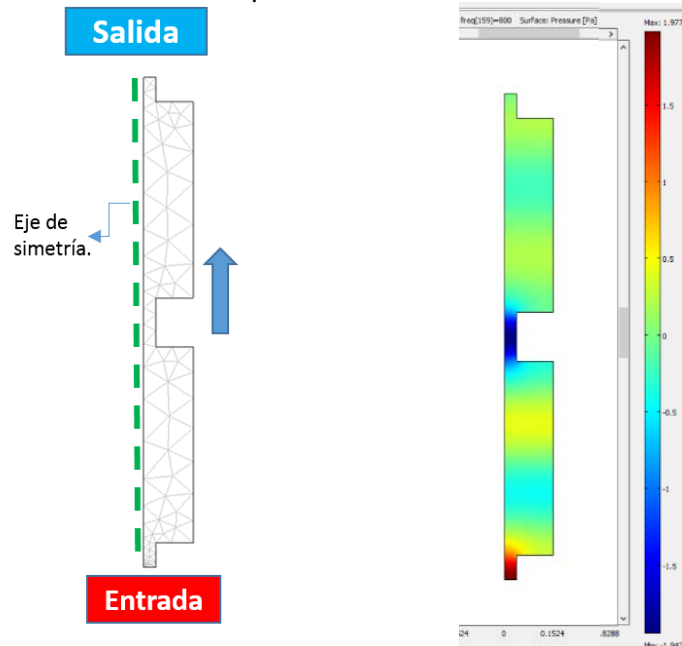 Salida
Eje de
simetría.
Entrada
freq(159)=800 Surface: Pressure [Pa]
Max: 1.977
1.5
1
0.5
0
-0.5
-1
-1.5
0 0.1524 .8288